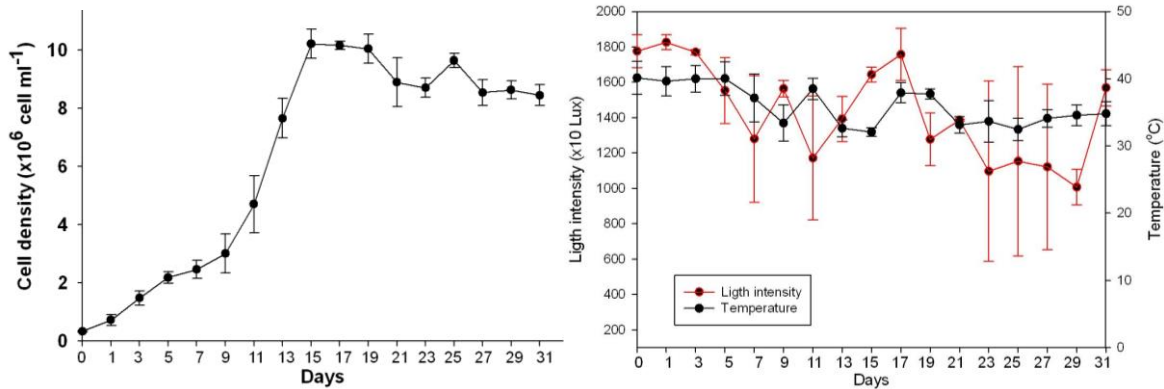 Cell density (x10⁶ cell ml⁻¹)
10
8
6
4
2
0
0 1 3 5 7 9 11 13 15 17 19 21 23 25 27 29 31
Days
Ligth intensity (x10 Lux)
2000
1800
1600
1400
1200
1000
800
600
400
200
Ligth intensity
Temperature
0 1 3 5 7 9 11 13 15 17 19 21 23 25 27 29 31
Days
50
40
30
20
10
0
Temperature (°C)